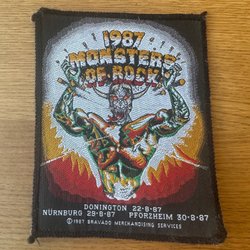 1987
MONSTERS
OF ROCK
DONINGTON 22-8-87
NÜRNBURG 29-8-87 PFORZHEIM 30-8-87
© 1987 BRAVADO MERCHANDISING SERVICES